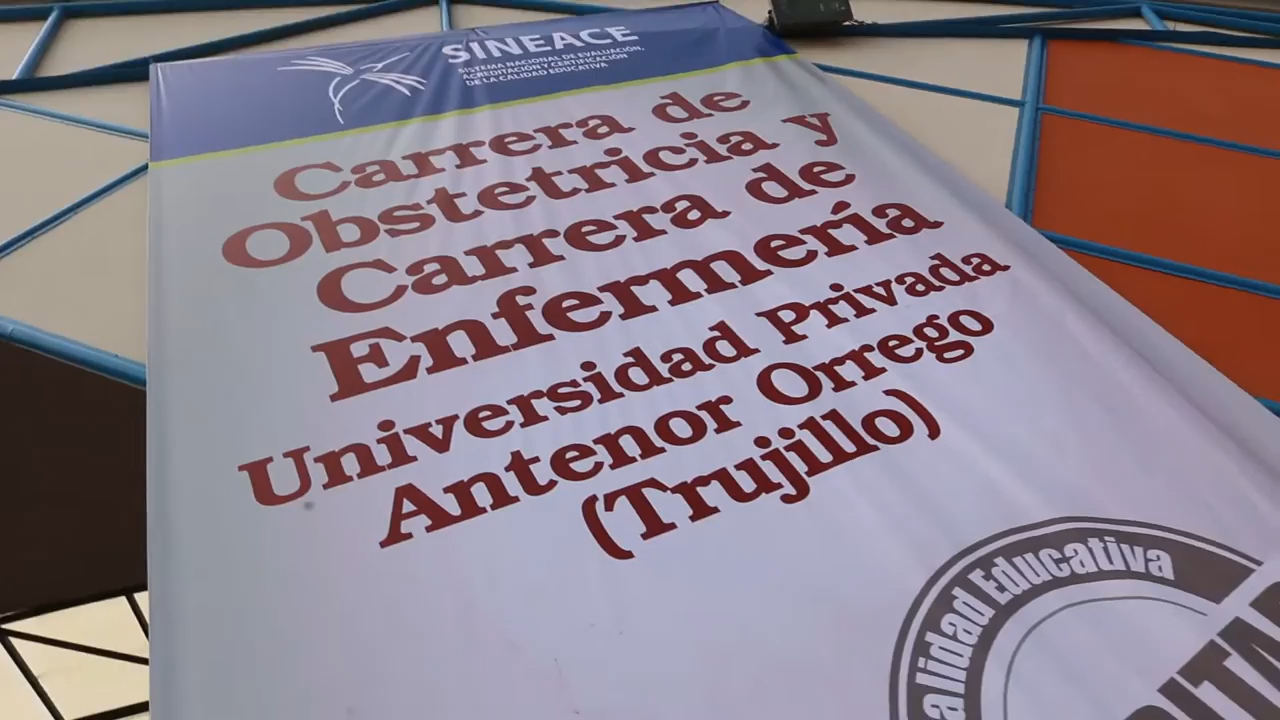 SINEACE
SISTEMA NACIONAL DE EVALUACIÓN,
ACREDITACIÓN Y CERTIFICACIÓN
DE LA CALIDAD EDUCATIVA
Carrera de
Obstetricia y
Carrera de
Enfermería
Universidad Privada
Antenor Orrego
(Trujillo)
alidad Educativa